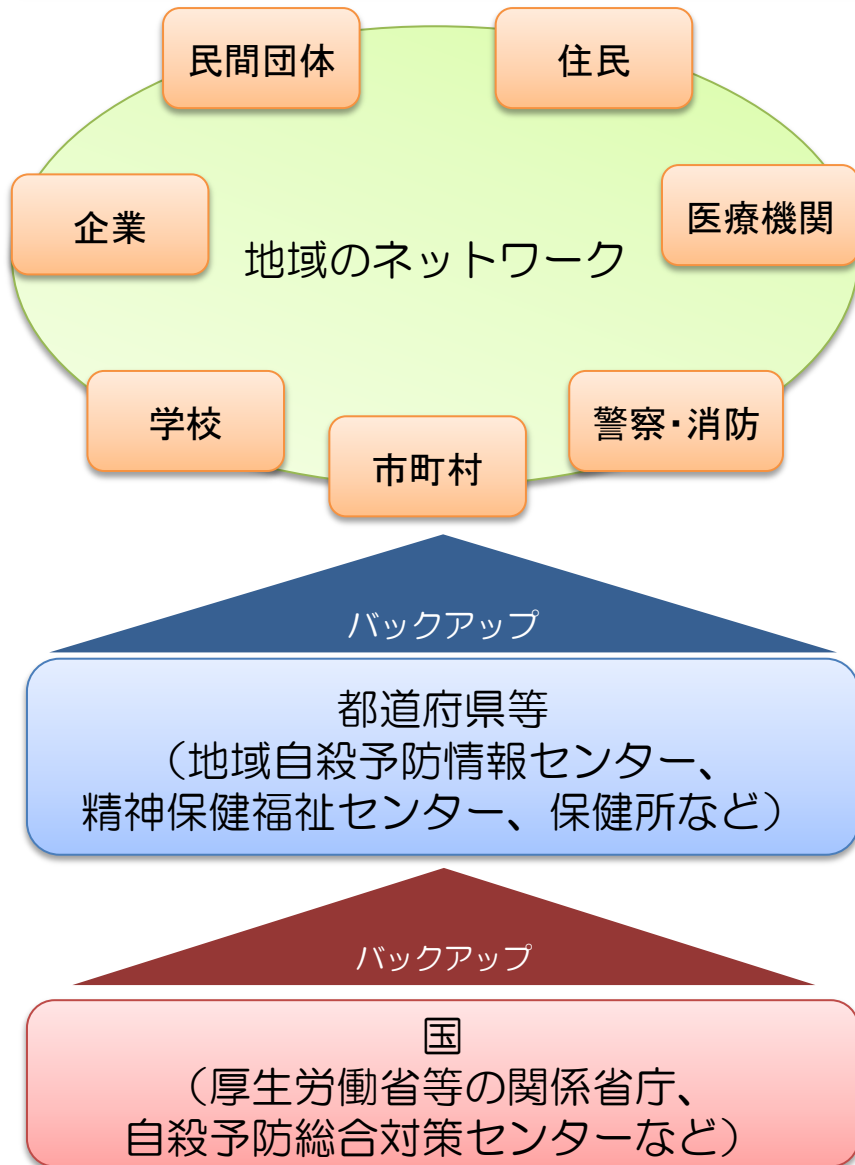 民間団体
住民
企業
医療機関
地域のネットワーク
学校
警察・消防
市町村
バックアップ
都道府県等
（地域自殺予防情報センター、
精神保健福祉センター、保健所など）
バックアップ
国
（厚生労働省等の関係省庁、
自殺予防総合対策センターなど）